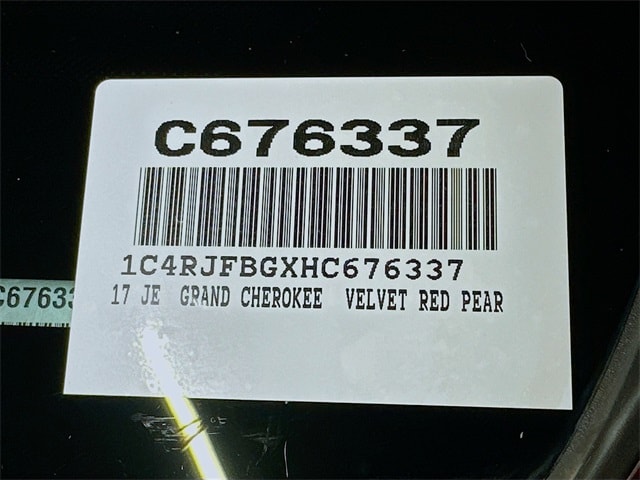 C676337
1C4RJFBGXHC676337
17 JE GRAND CHEROKEE VELVET RED PEAR
C67633